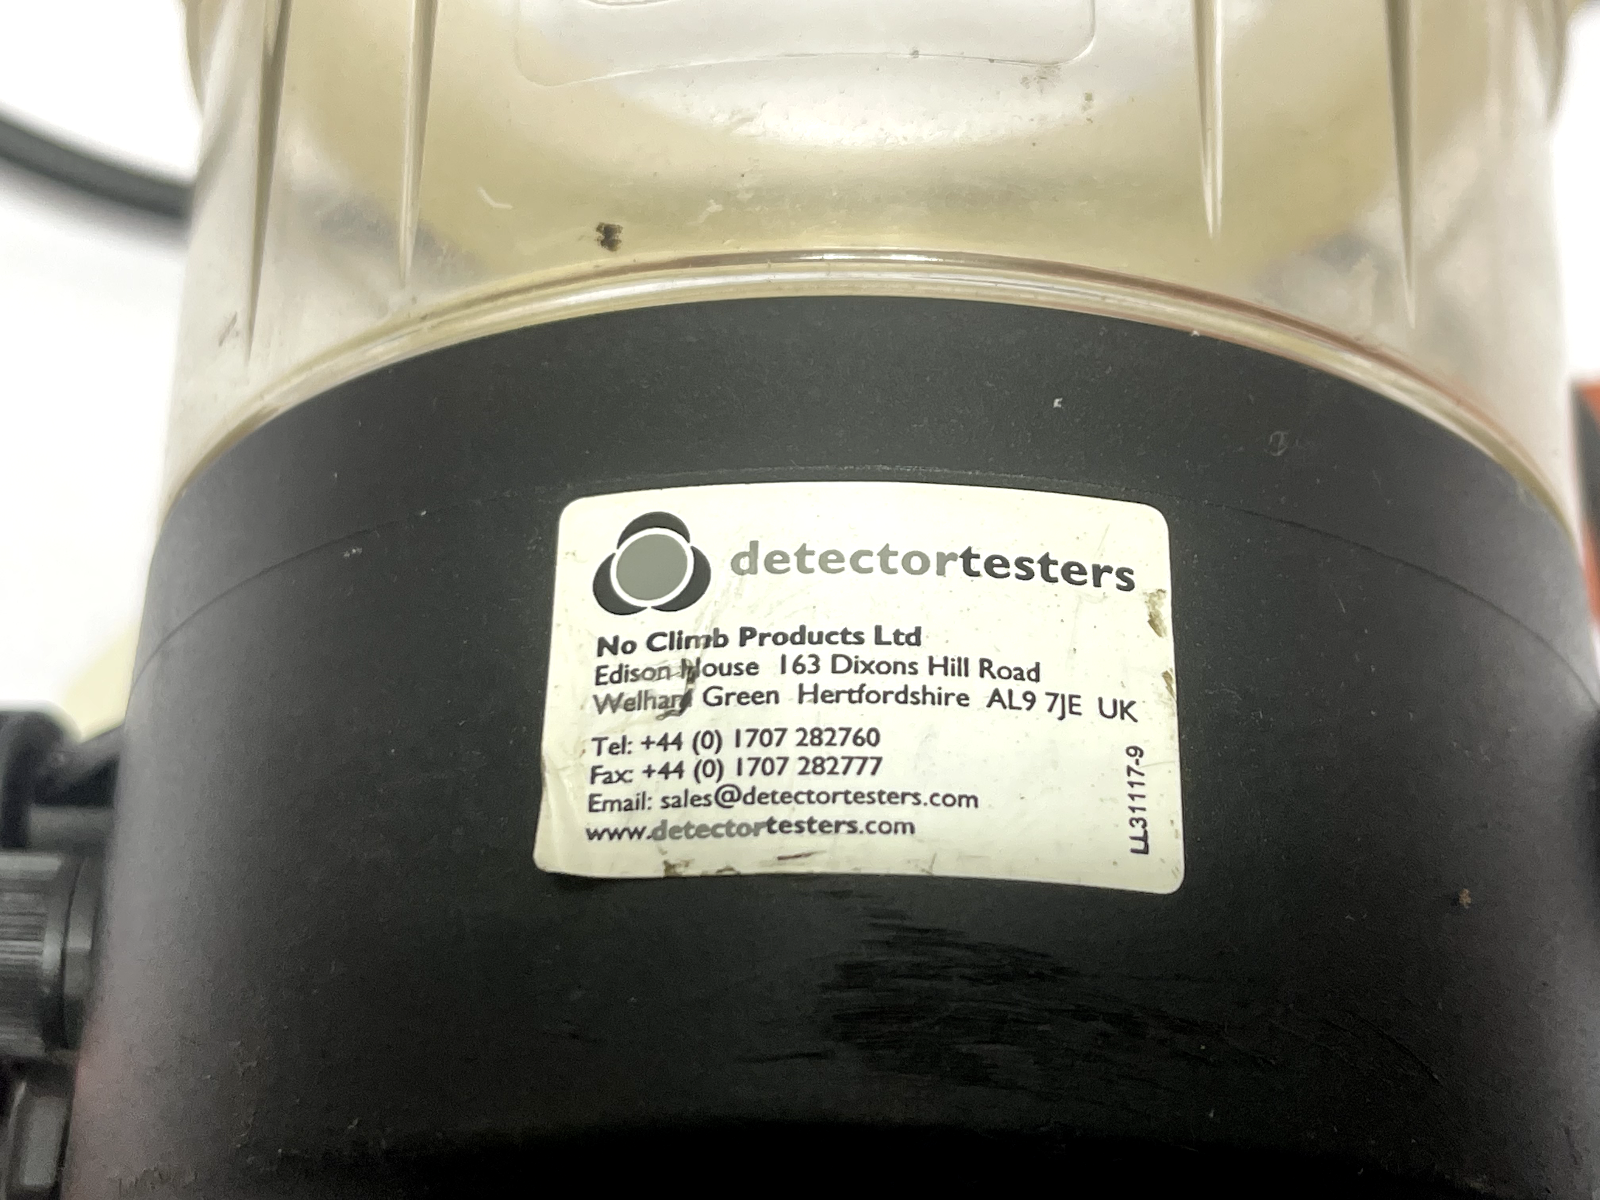 detectortesters
No Climb Products Ltd
Edison House 163 Dixons Hill Road
Welham Green Hertfordshire AL9 7JE UK
Tel: +44 (0) 1707 282760
Fax: +44 (0) 1707 282777
Email: sales@detectortesters.com
www.detectortesters.com
LL31117-9